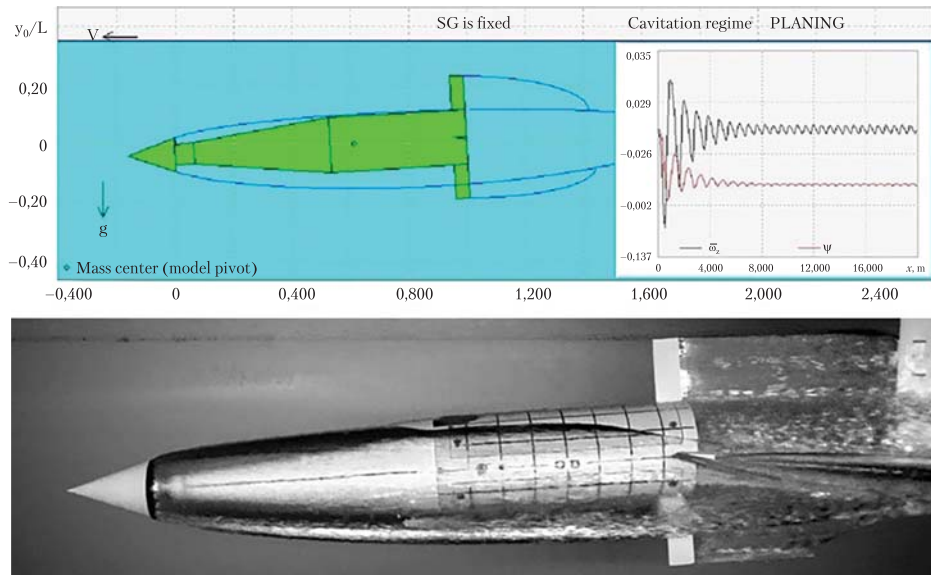 SG is fixed Cavitation regime PLANING
y₀/L
V
0,20
0
−0,20
−0,40
g
Mass center (model pivot)
−0,400 0 0,400 0,800 1,200 1,600 2,000 2,400
0,035
0,029
−0,026
−0,002
−0,137
ω̅z ψ
0 4,000 8,000 12,000 16,000 x, m